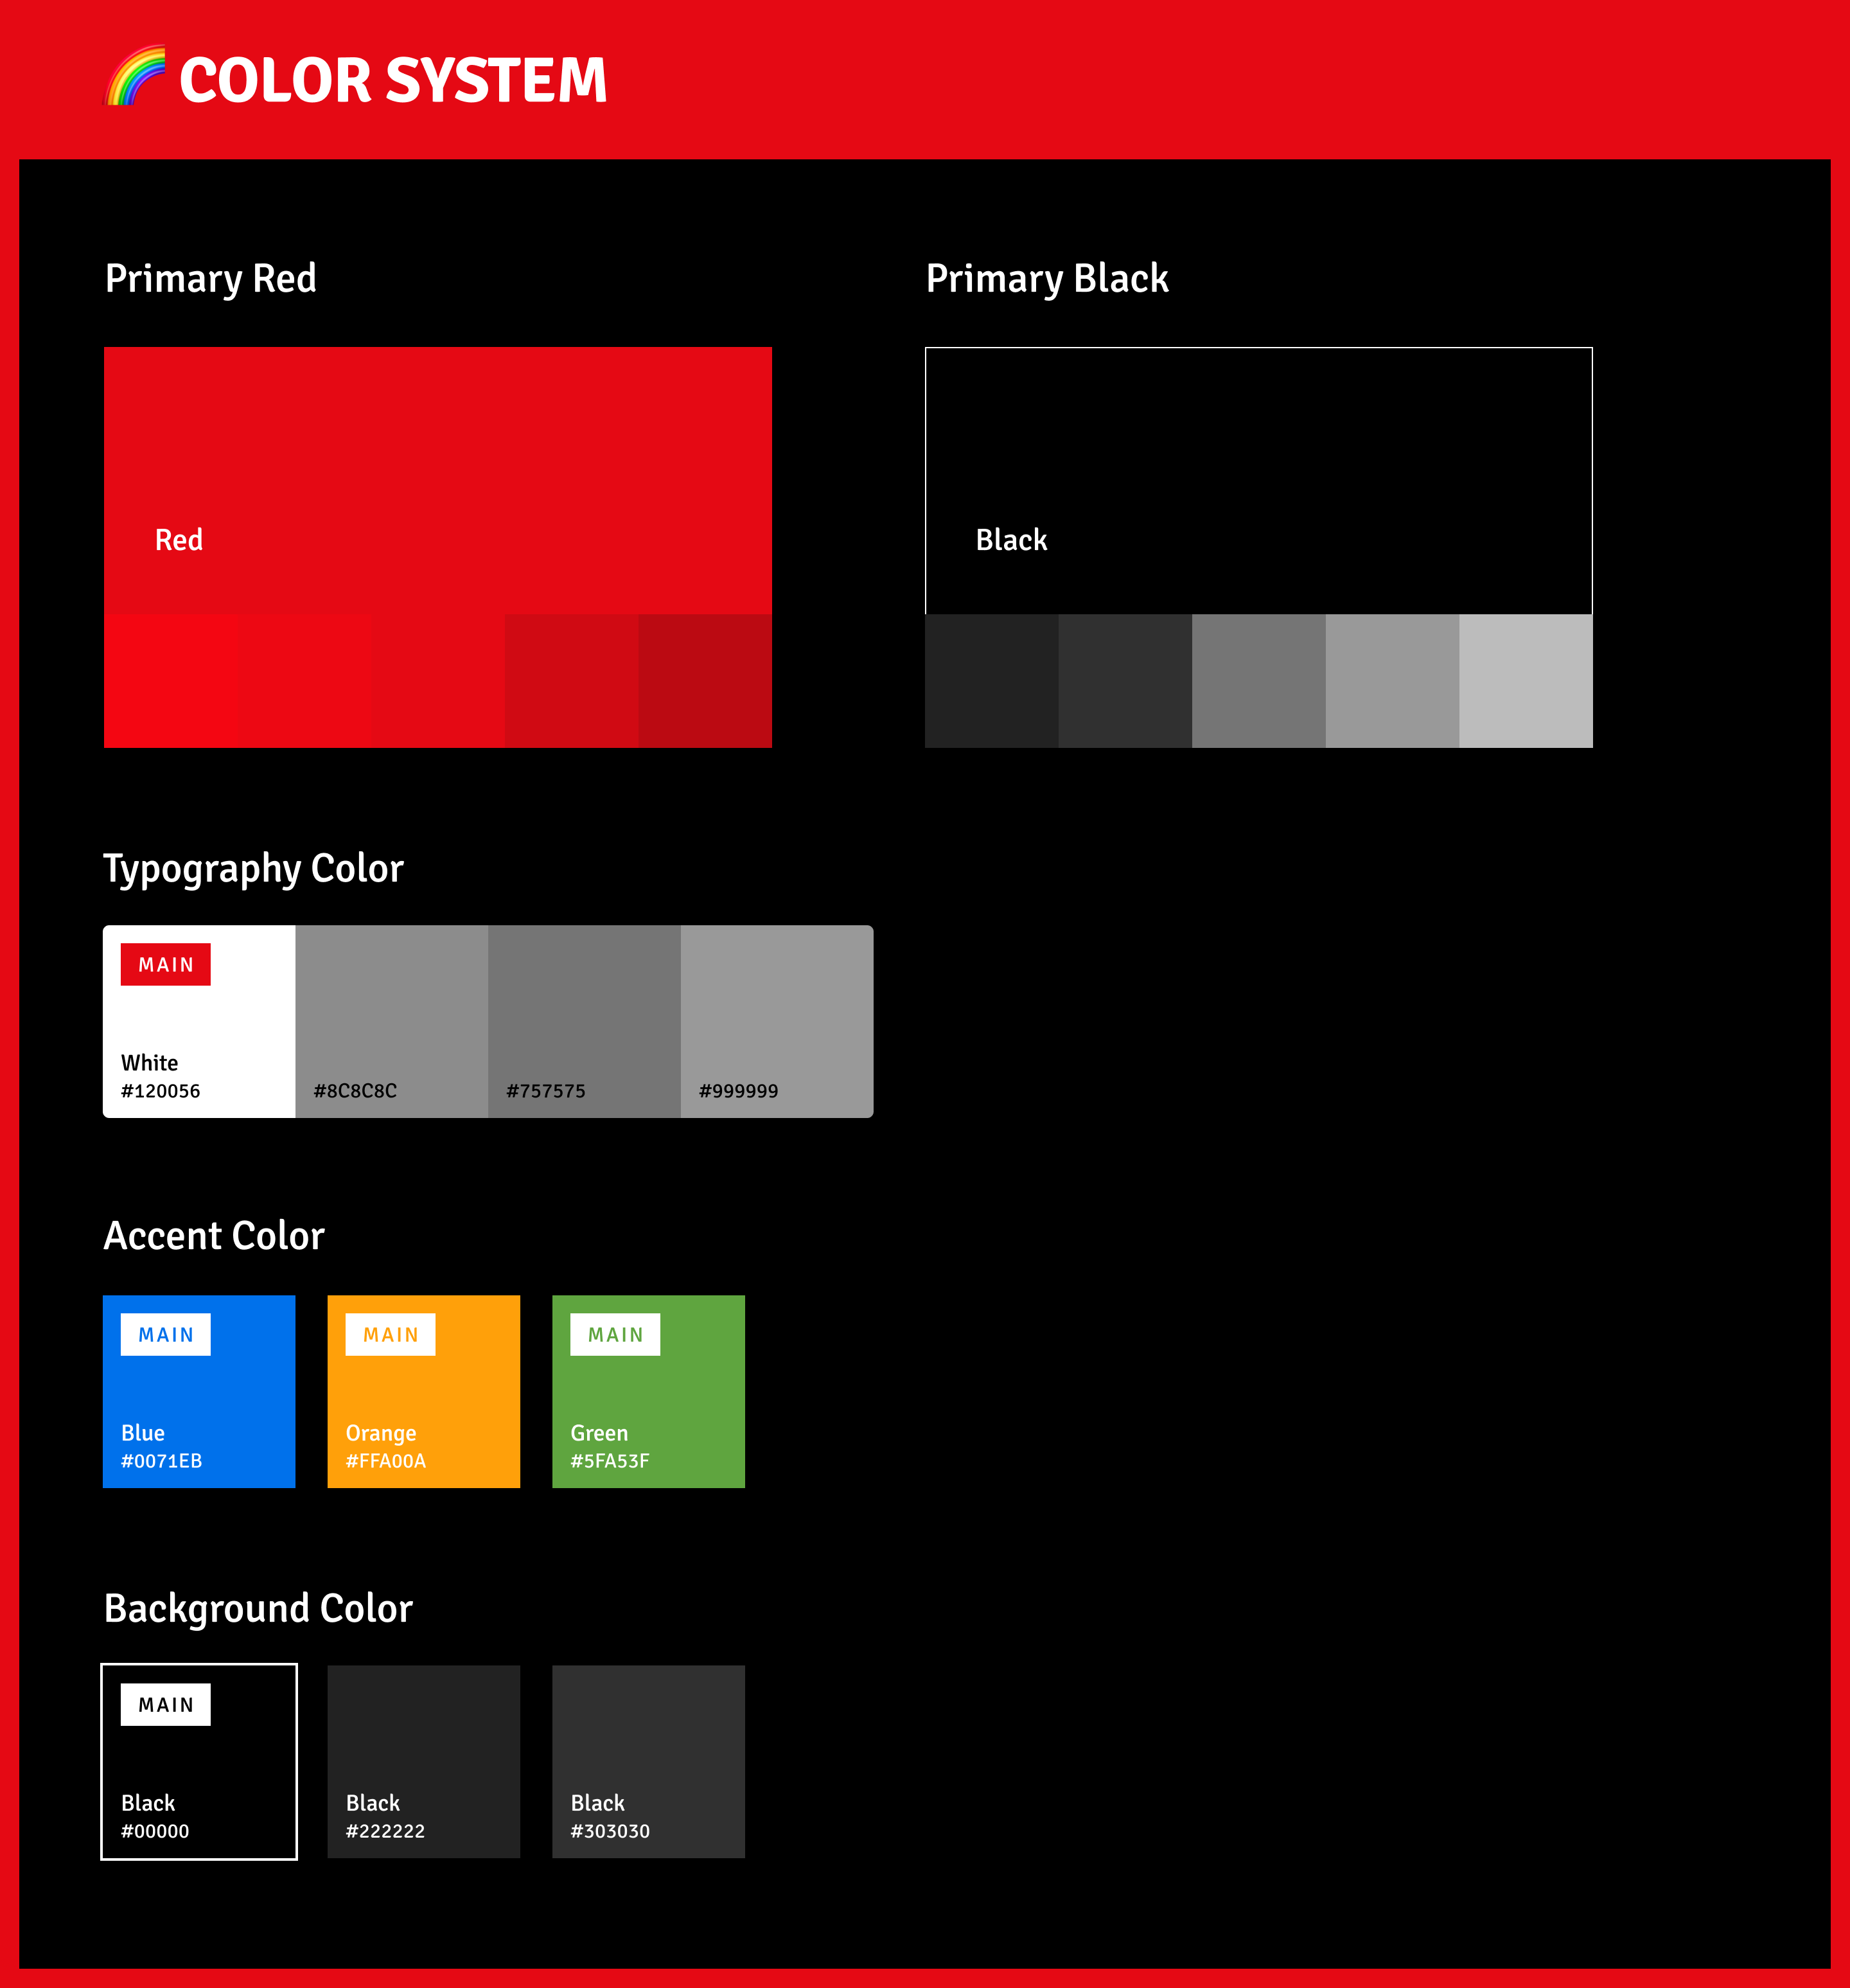 COLOR SYSTEM
Primary Red
Primary Black
Red
Black
Typography Color
MAIN
White
#120056
#8C8C8C
#757575
#999999
Accent Color
MAIN
Blue
#0071EB
MAIN
Orange
#FFA00A
MAIN
Green
#5FA53F
Background Color
MAIN
Black
#00000
Black
#222222
Black
#303030